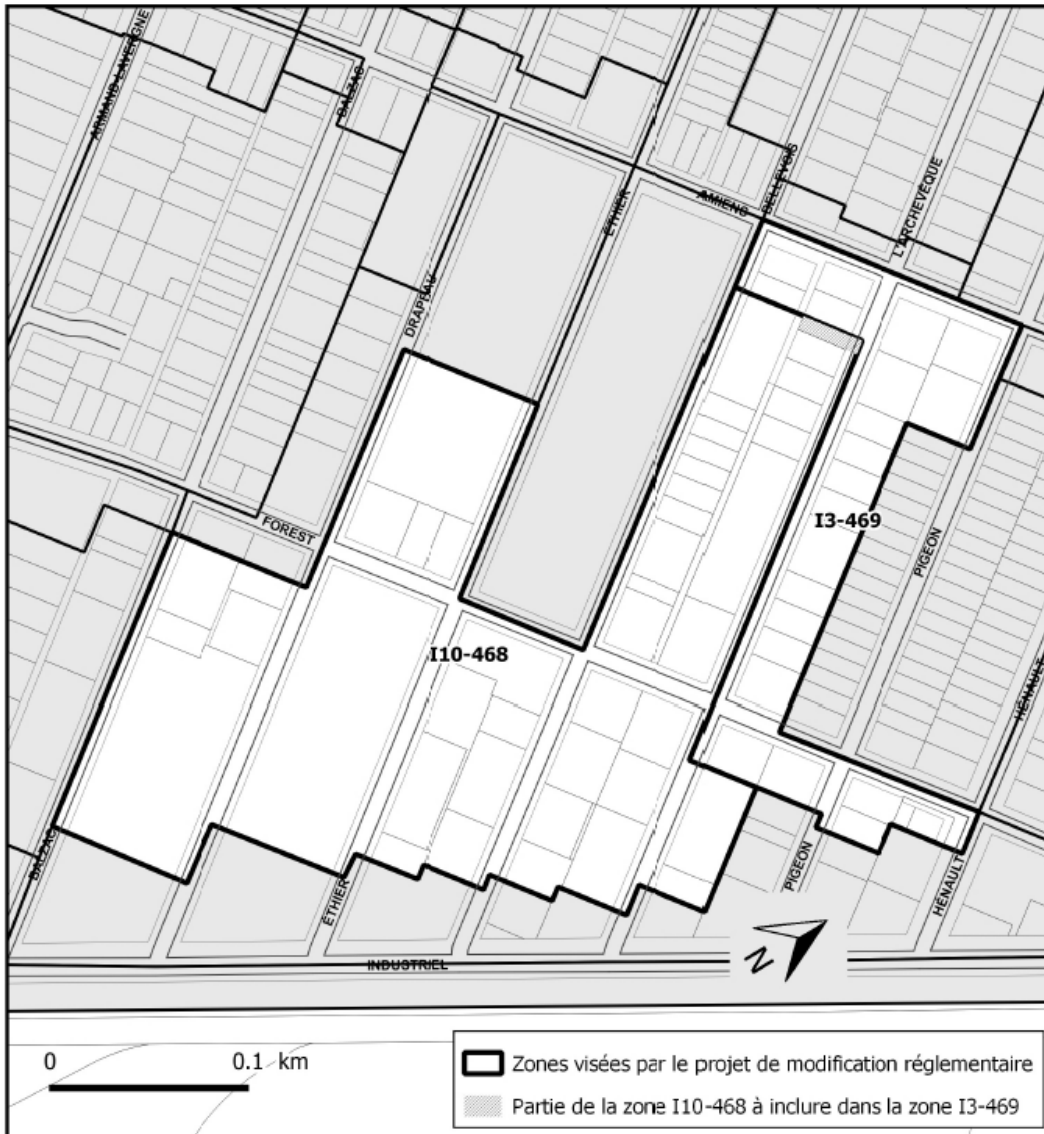 ARMAND-LAVERGNE
BALZAC
DRAPEAU
ÉTHIER
AMIENS
BELLEVOIS
L'ARCHEVÊQUE
FOREST
I3-469
PIGEON
I10-468
HÉNAULT
BALZAC
ÉTHIER
PIGEON
HÉNAULT
INDUSTRIEL
N
0 0.1 km
Zones visées par le projet de modification réglementaire
Partie de la zone I10-468 à inclure dans la zone I3-469